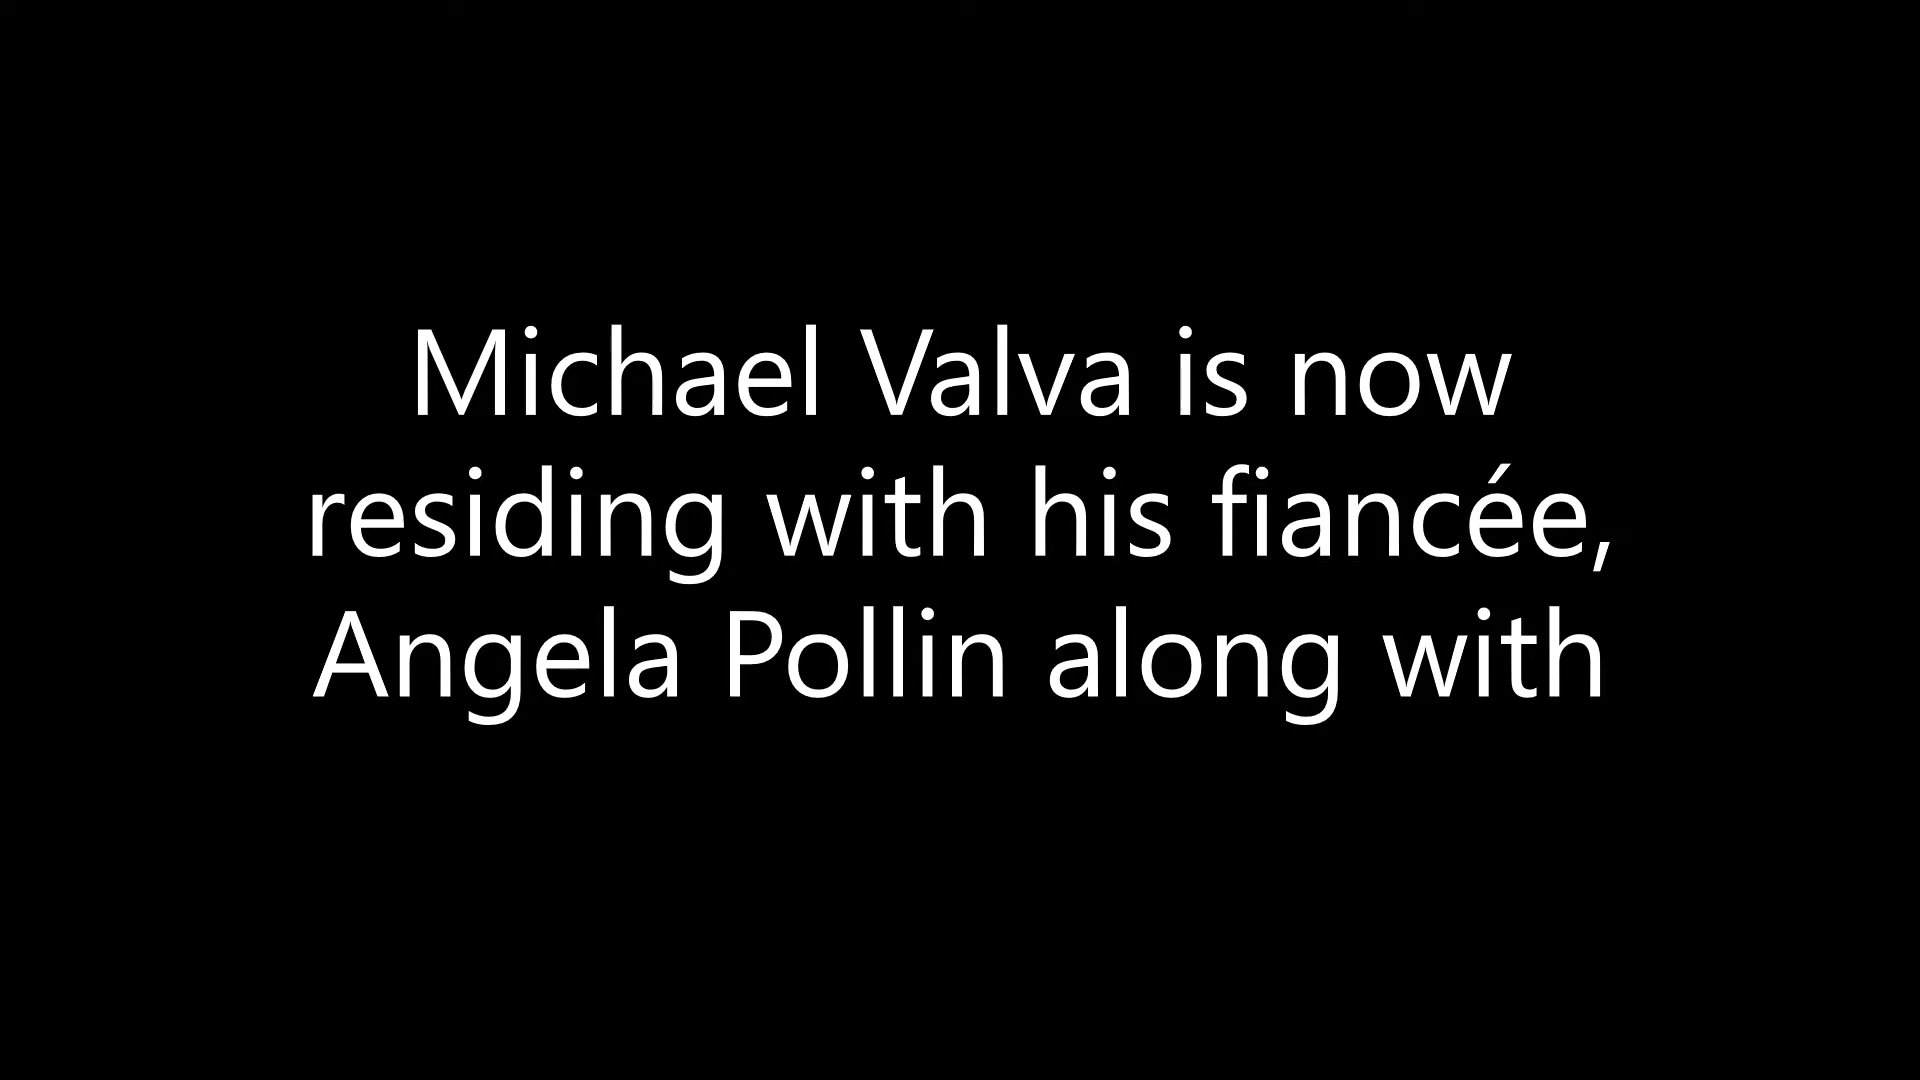 Michael Valva is now
residing with his fiancée,
Angela Pollin along with